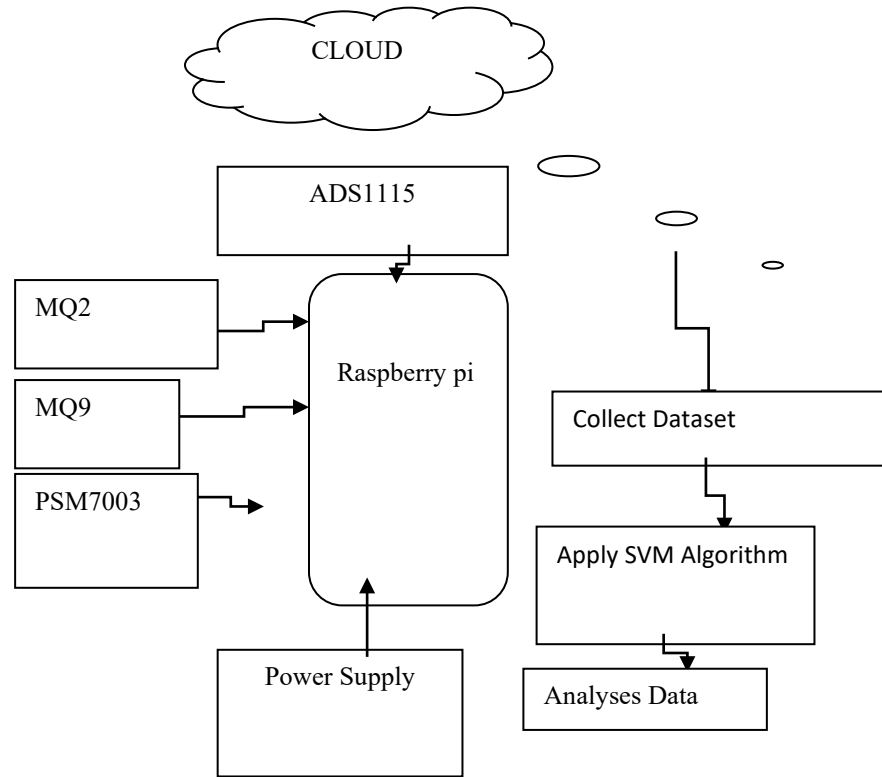 CLOUD
ADS1115
MQ2
Raspberry pi
MQ9
Collect Dataset
PSM7003
Apply SVM Algorithm
Power Supply
Analyses Data